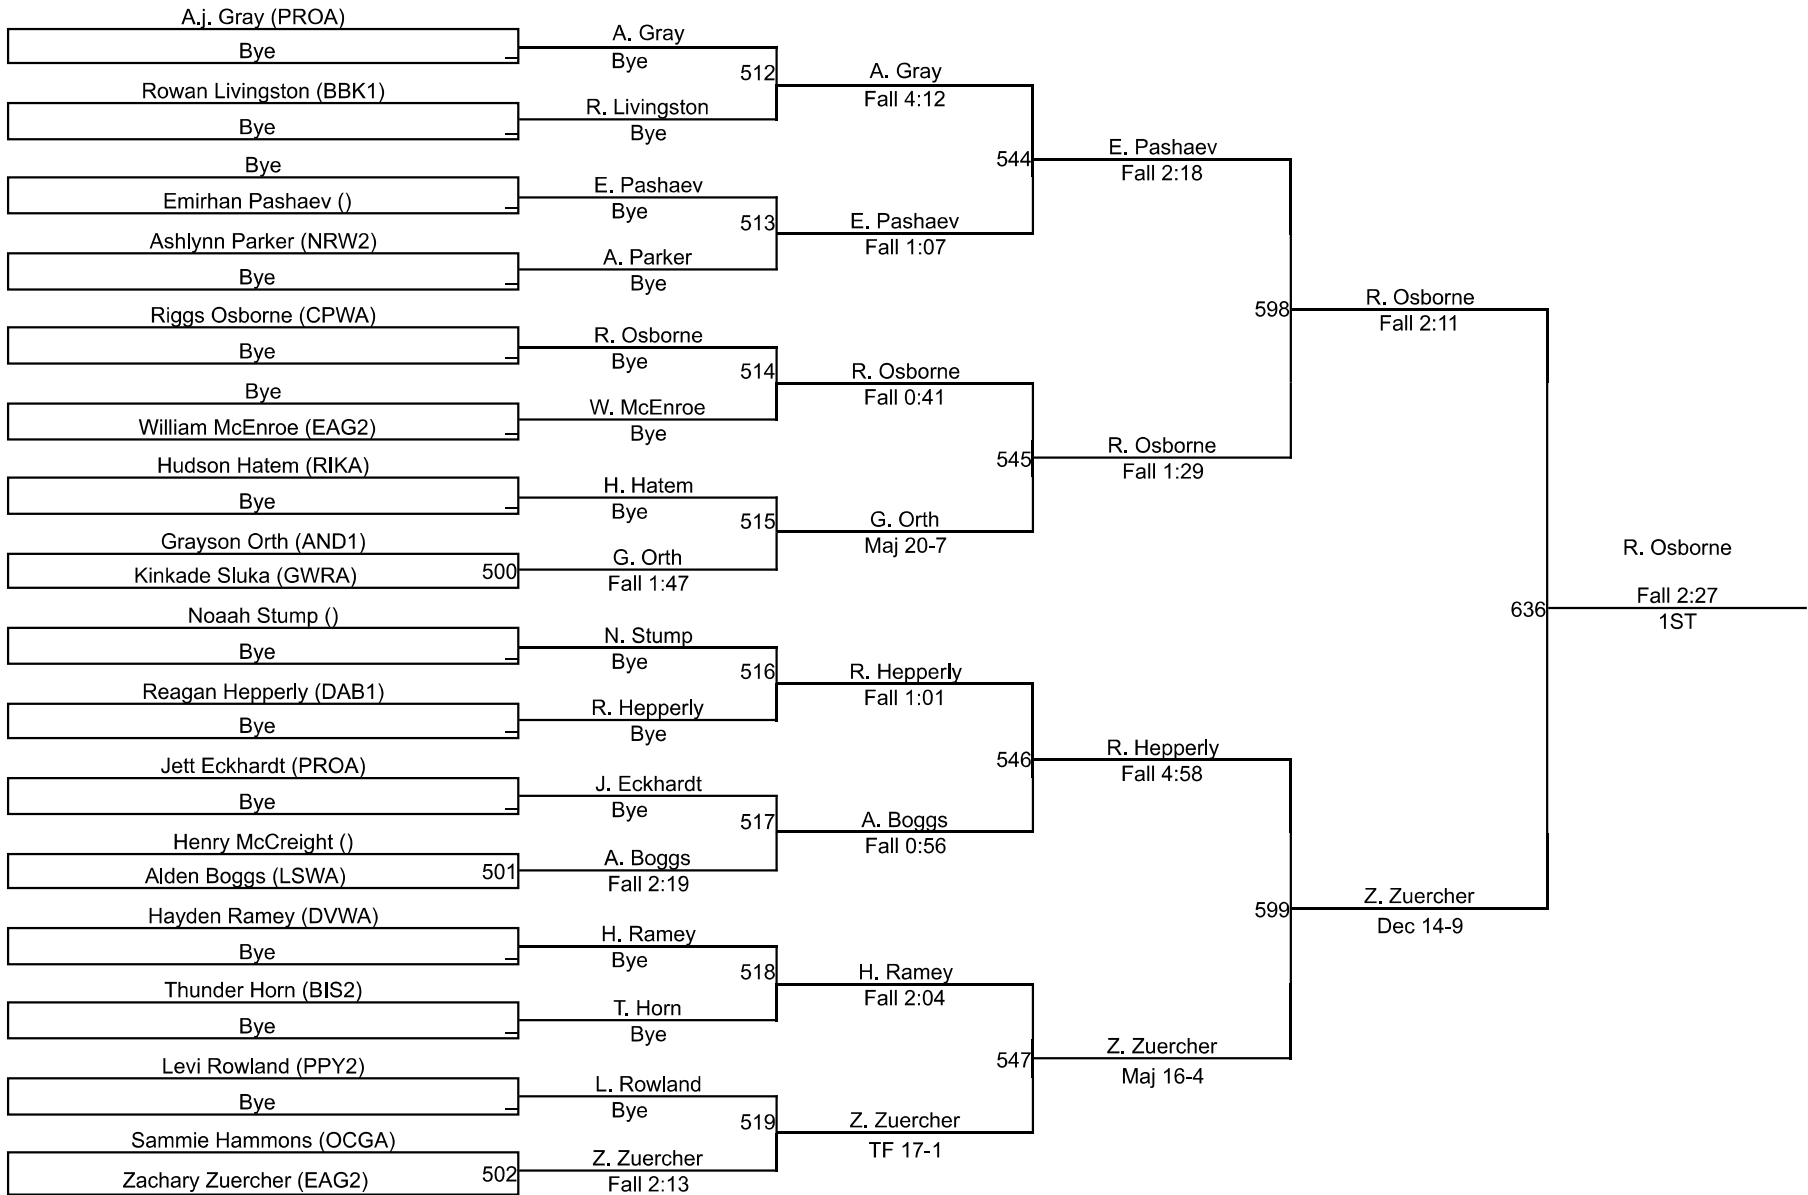 A.j. Gray (PROA)
Bye
Rowan Livingston (BBK1)
Bye
Bye
Emirhan Pashaev ()
Ashlynn Parker (NRW2)
Bye
Riggs Osborne (CPWA)
Bye
Bye
William McEnroe (EAG2)
Hudson Hatem (RIKA)
Bye
Grayson Orth (AND1)
Kinkade Sluka (GWRA)
500
Noaah Stump ()
Bye
Reagan Hepperly (DAB1)
Bye
Jett Eckhardt (PROA)
Bye
Henry McCreight ()
Alden Boggs (LSWA)
501
Hayden Ramey (DVWA)
Bye
Thunder Horn (BIS2)
Bye
Levi Rowland (PPY2)
Bye
Sammie Hammons (OCGA)
Zachary Zuercher (EAG2)
502
A. Gray
Bye
512
R. Livingston
Bye
E. Pashaev
Bye
513
A. Parker
Bye
R. Osborne
Bye
514
W. McEnroe
Bye
H. Hatem
Bye
515
G. Orth
Fall 1:47
N. Stump
Bye
516
R. Hepperly
Bye
J. Eckhardt
Bye
517
A. Boggs
Fall 2:19
H. Ramey
Bye
518
T. Horn
Bye
L. Rowland
Bye
519
Z. Zuercher
Fall 2:13
A. Gray
Fall 4:12
544
E. Pashaev
Fall 1:07
R. Osborne
Fall 0:41
545
G. Orth
Maj 20-7
R. Hepperly
Fall 1:01
546
A. Boggs
Fall 0:56
H. Ramey
Fall 2:04
547
Z. Zuercher
TF 17-1
E. Pashaev
Fall 2:18
598
R. Osborne
Fall 1:29
R. Hepperly
Fall 4:58
599
Z. Zuercher
Maj 16-4
R. Osborne
Fall 2:11
636
Z. Zuercher
Dec 14-9
R. Osborne
Fall 2:27
1ST